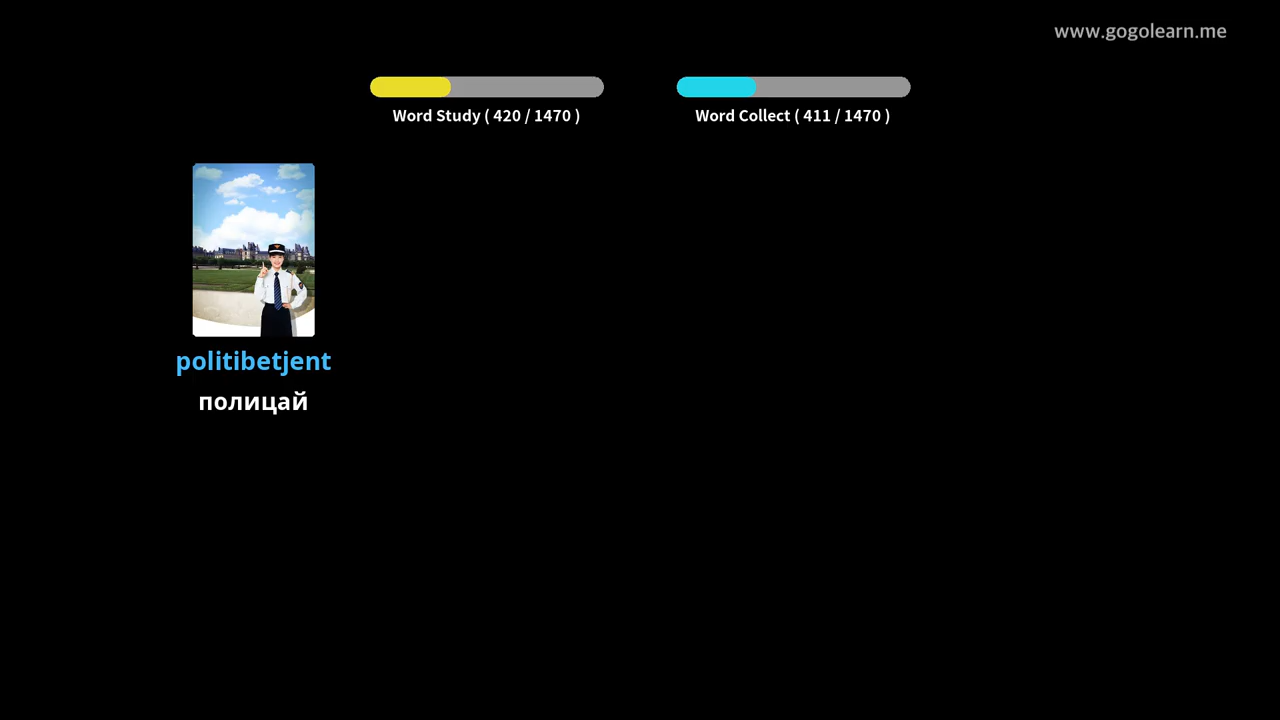 www.gogolearn.me
Word Study ( 420 / 1470 )
Word Collect ( 411 / 1470 )
politibetjent
полицай